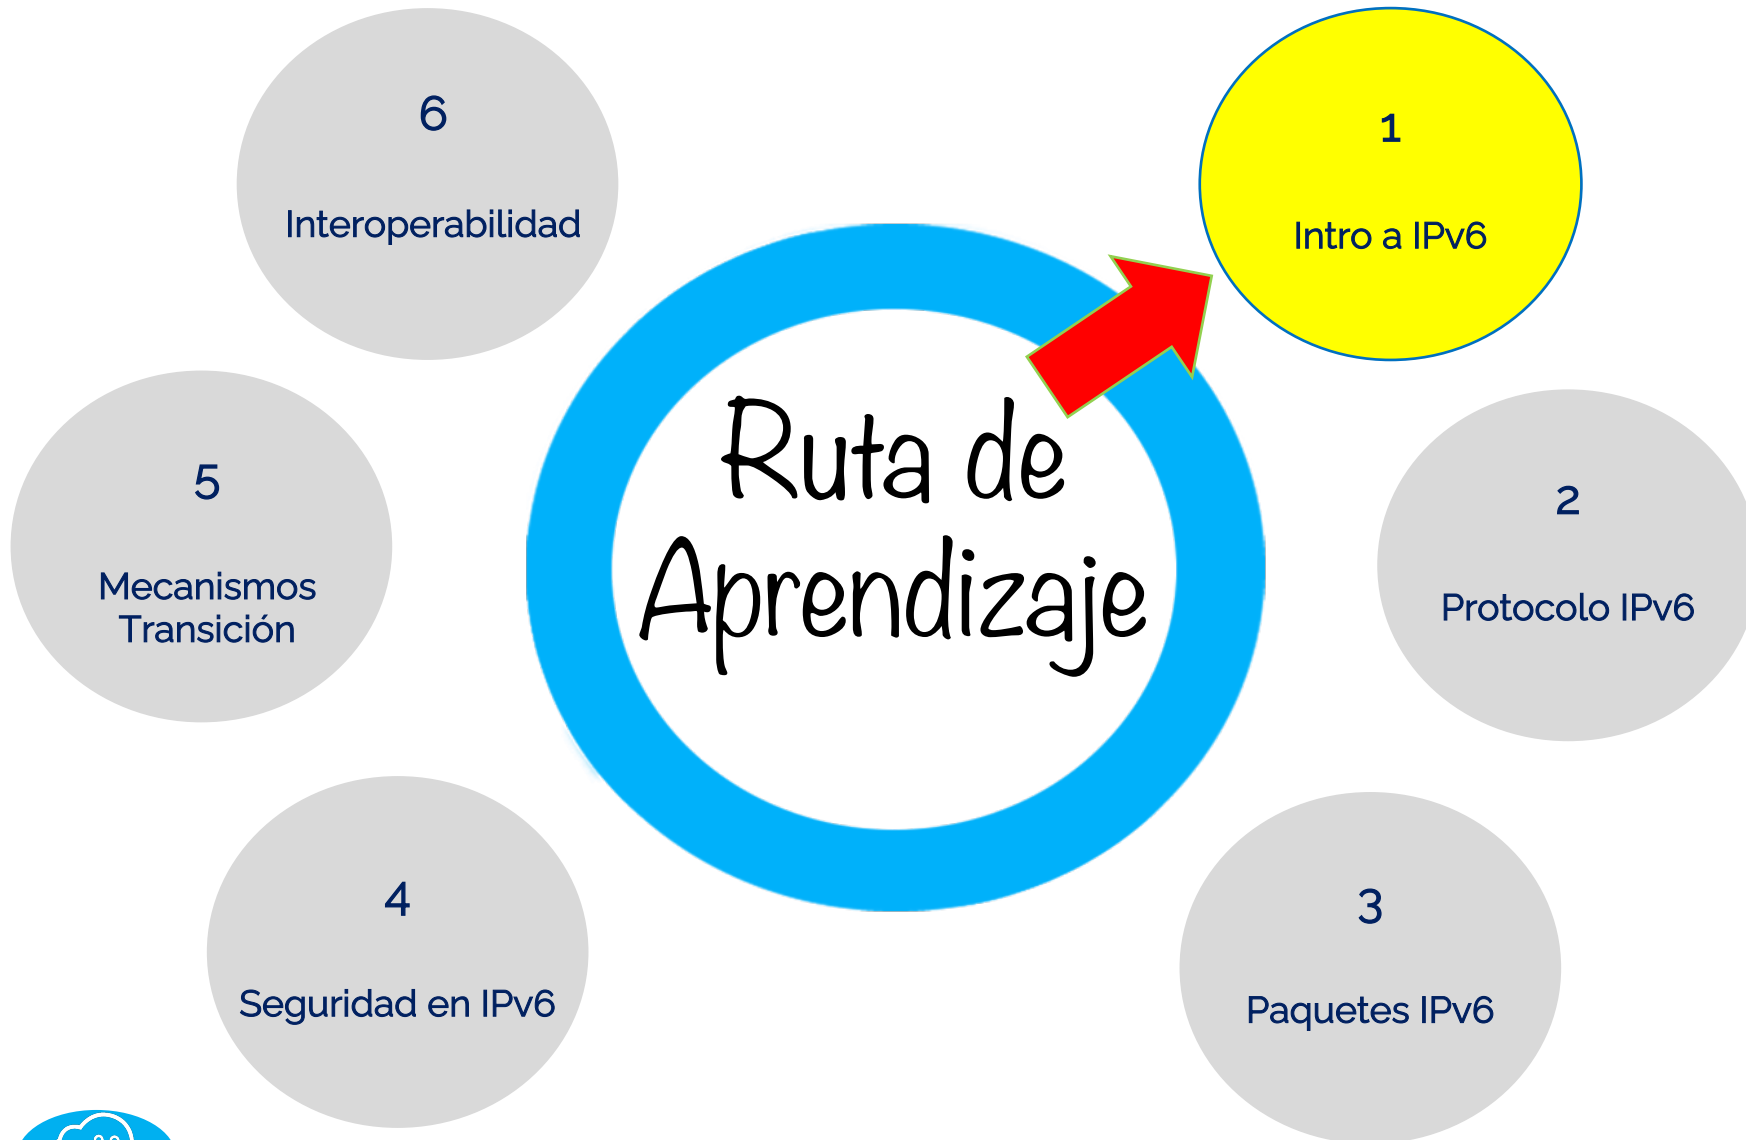 6
Interoperabilidad
1
Intro a IPv6
Ruta de
Aprendizaje
5
Mecanismos
Transición
2
Protocolo IPv6
4
Seguridad en IPv6
3
Paquetes IPv6